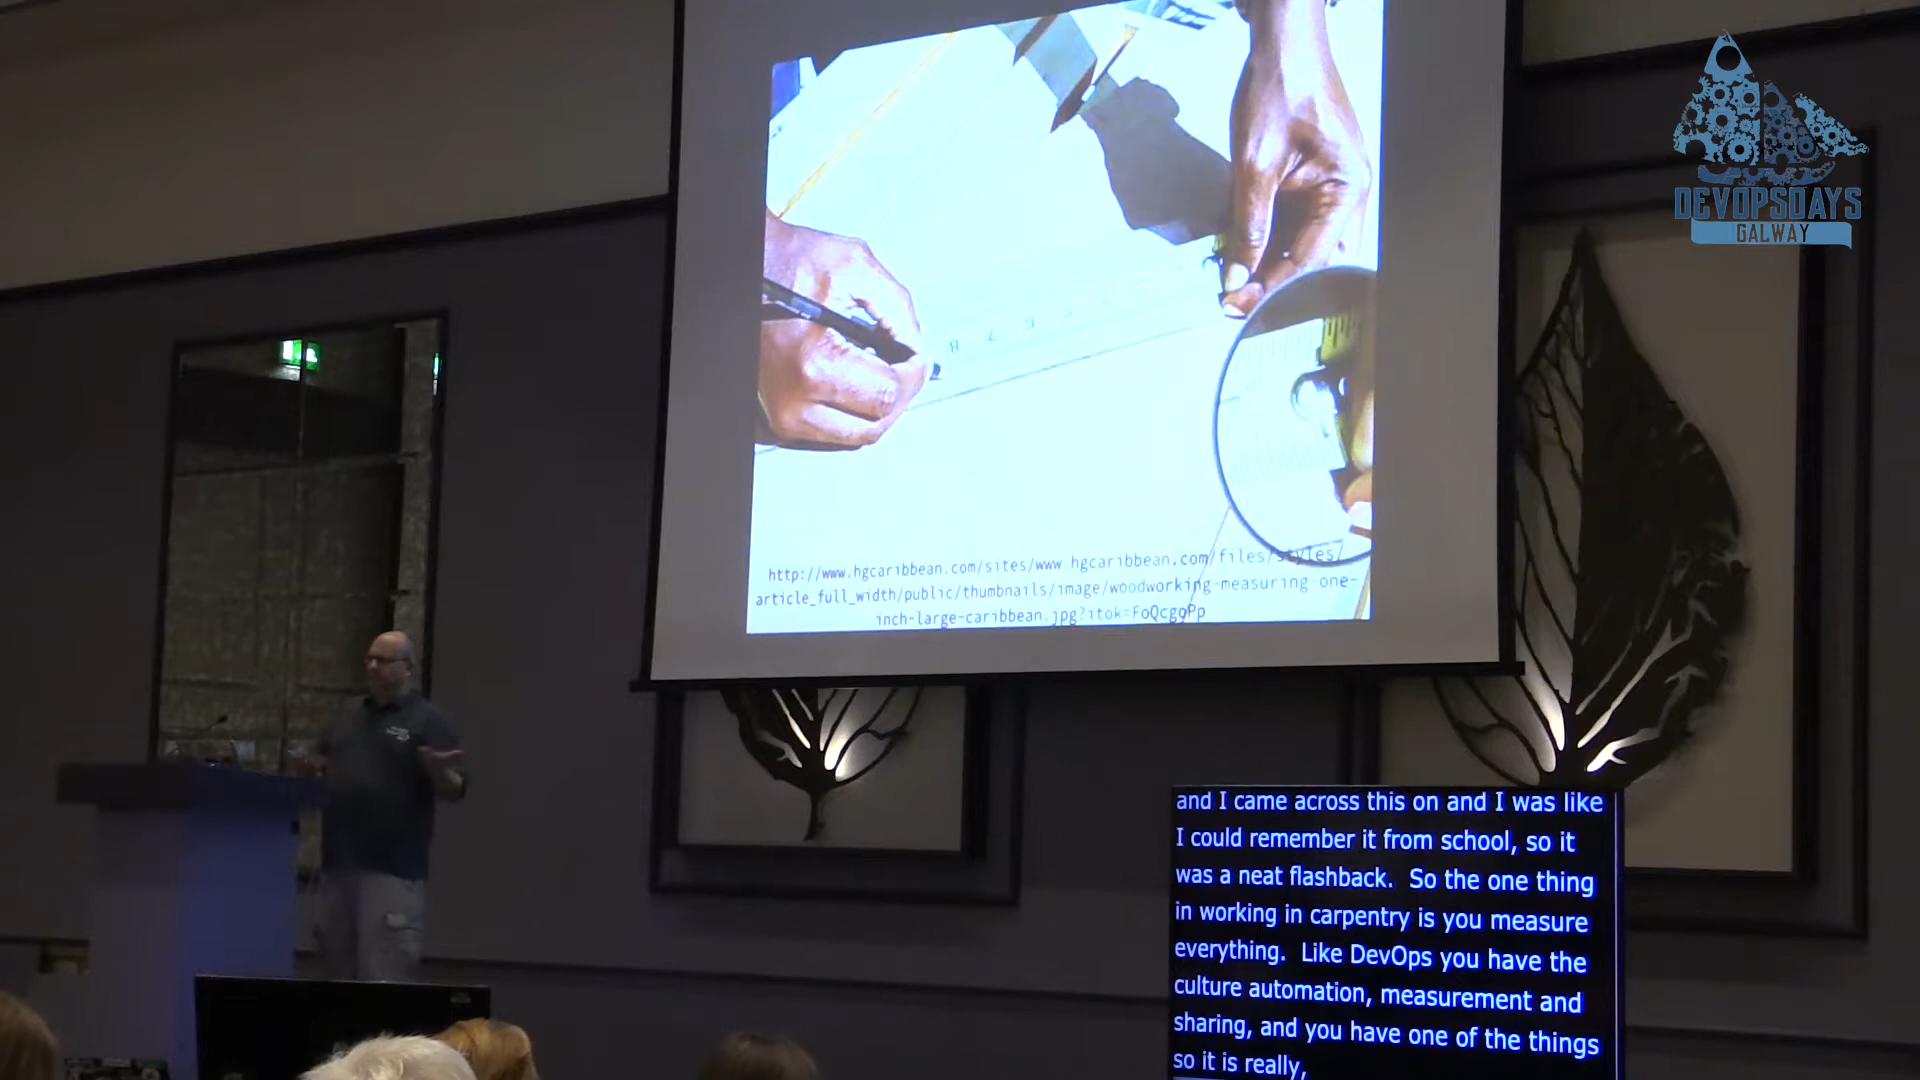 DEVOPSDAYS
GALWAY
8 7 6
http://www.hgcaribbean.com/sites/www.hgcaribbean.com/files/styles/
article_full_width/public/thumbnails/image/woodworking-measuring-one-
inch-large-caribbean.jpg?itok=FoQcgoPp
and I came across this on and I was like
I could remember it from school, so it
was a neat flashback. So the one thing
in working in carpentry is you measure
everything. Like DevOps you have the
culture automation, measurement and
sharing, and you have one of the things
so it is really,